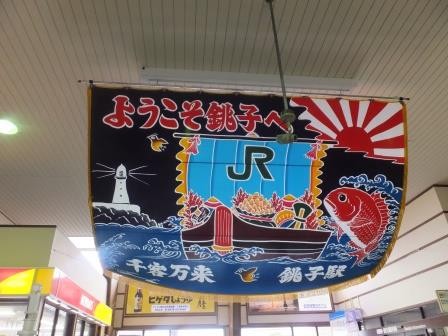 ようこそ銚子へ
JR
千客万来 銚子駅
ヒゲタしょうゆ